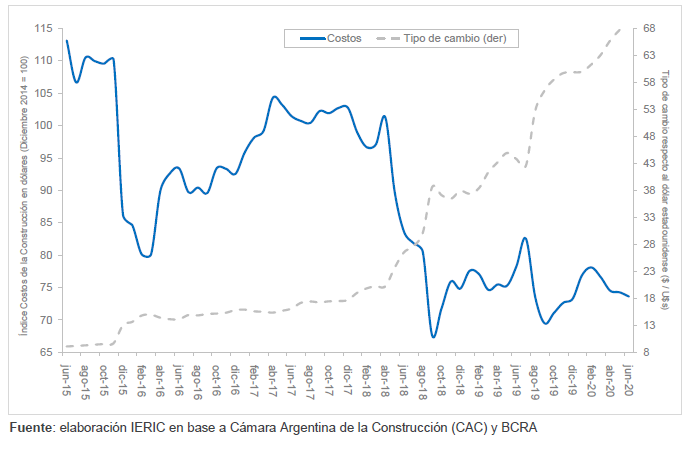 Costos
Tipo de cambio (der)
Índice Costos de la Construcción en dólares (Diciembre 2014 = 100)
115
110
105
100
95
90
85
80
75
70
65
68
63
58
53
48
43
38
33
28
23
18
13
8
Tipo de cambio respecto al dólar estadounidense ($ / U$s)
jun-15
ago-15
oct-15
dic-15
feb-16
abr-16
jun-16
ago-16
oct-16
dic-16
feb-17
abr-17
jun-17
ago-17
oct-17
dic-17
feb-18
abr-18
jun-18
ago-18
oct-18
dic-18
feb-19
abr-19
jun-19
ago-19
oct-19
dic-19
feb-20
abr-20
jun-20
Fuente: elaboración IERIC en base a Cámara Argentina de la Construcción (CAC) y BCRA